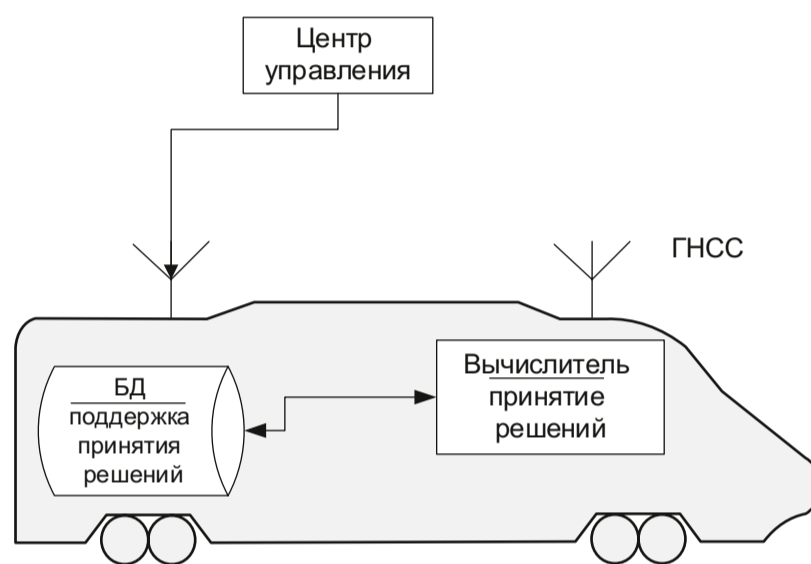 Центр
управления
ГНСС
БД
поддержка
принятия
решений
Вычислитель
принятие
решений